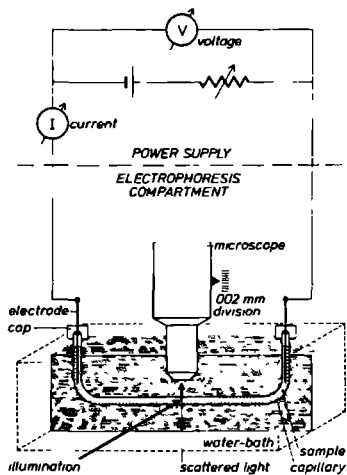 V
voltage
I
current
POWER SUPPLY
ELECTROPHORESIS
COMPARTMENT
microscope
002 mm
division
electrode
cap
water-bath
sample
illumination
scattered light
capillary